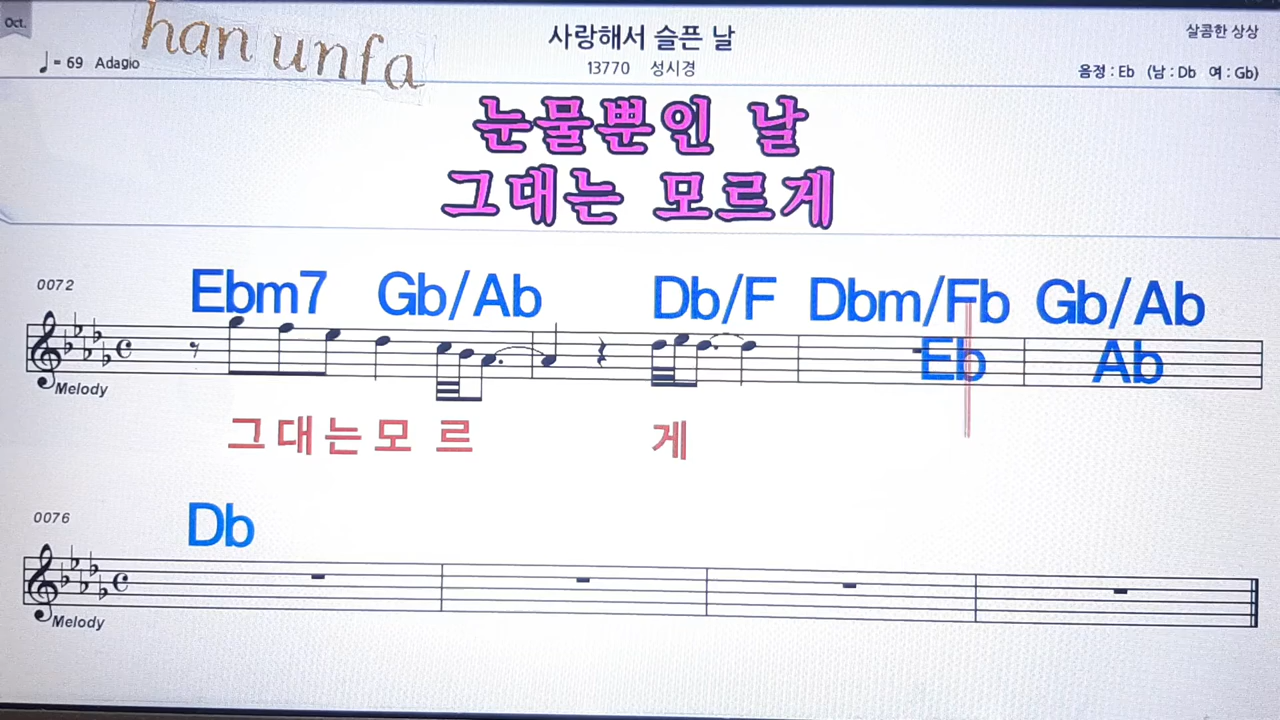 Oct.
han unfa
♩ = 69 Adagio
사랑해서 슬픈 날
13770 성시경
살콤한 상상
음정 : Eb (남 : Db 여 : Gb)
눈물뿐인 날
그대는 모르게
0072
Ebm7 Gb/Ab Db/F Dbm/Fb Gb/Ab
Eb Ab
Melody
그 대 는 모 르 게
0076
Db
Melody